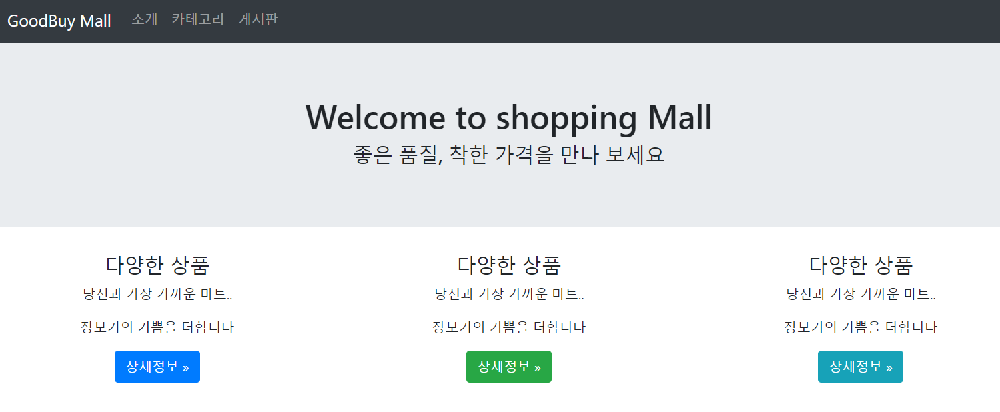 GoodBuy Mall 소개 카테고리 게시판
Welcome to shopping Mall
좋은 품질, 착한 가격을 만나 보세요
다양한 상품
당신과 가장 가까운 마트..
장보기의 기쁨을 더합니다
상세정보 »
다양한 상품
당신과 가장 가까운 마트..
장보기의 기쁨을 더합니다
상세정보 »
다양한 상품
당신과 가장 가까운 마트..
장보기의 기쁨을 더합니다
상세정보 »